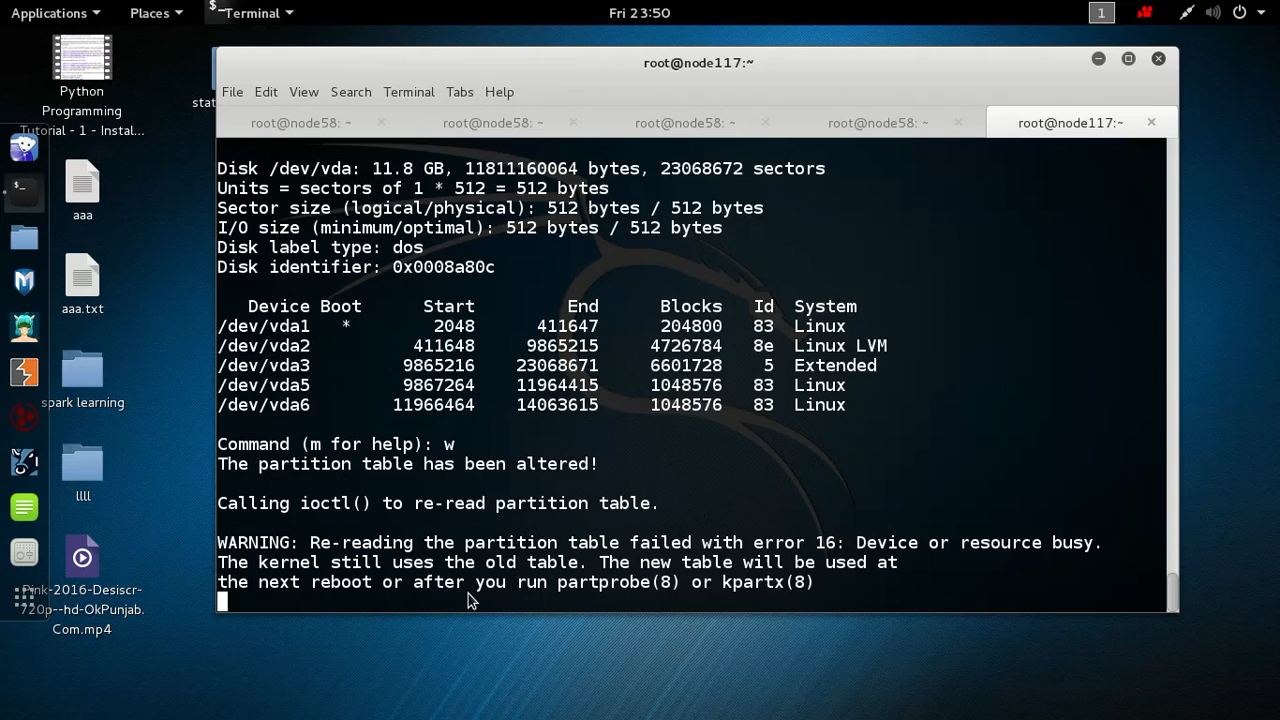 Applications
Places
Terminal
Fri 23:50
1
Python
Programming
Tutorial - 1 - Instal...
aaa
aaa.txt
spark learning
llll
Pink-2016-Desiscr-
720p--hd-OkPunjab.
Com.mp4
stat
root@node117:~
File Edit View Search Terminal Tabs Help
root@node58: ~
root@node58: ~
root@node58: ~
root@node58: ~
root@node117:~
Disk /dev/vda: 11.8 GB, 11811160064 bytes, 23068672 sectors
Units = sectors of 1 * 512 = 512 bytes
Sector size (logical/physical): 512 bytes / 512 bytes
I/O size (minimum/optimal): 512 bytes / 512 bytes
Disk label type: dos
Disk identifier: 0x0008a80c
Device Boot Start End Blocks Id System
/dev/vda1 * 2048 411647 204800 83 Linux
/dev/vda2 411648 9865215 4726784 8e Linux LVM
/dev/vda3 9865216 23068671 6601728 5 Extended
/dev/vda5 9867264 11964415 1048576 83 Linux
/dev/vda6 11966464 14063615 1048576 83 Linux
Command (m for help): w
The partition table has been altered!
Calling ioctl() to re-read partition table.
WARNING: Re-reading the partition table failed with error 16: Device or resource busy.
The kernel still uses the old table. The new table will be used at
the next reboot or after you run partprobe(8) or kpartx(8)